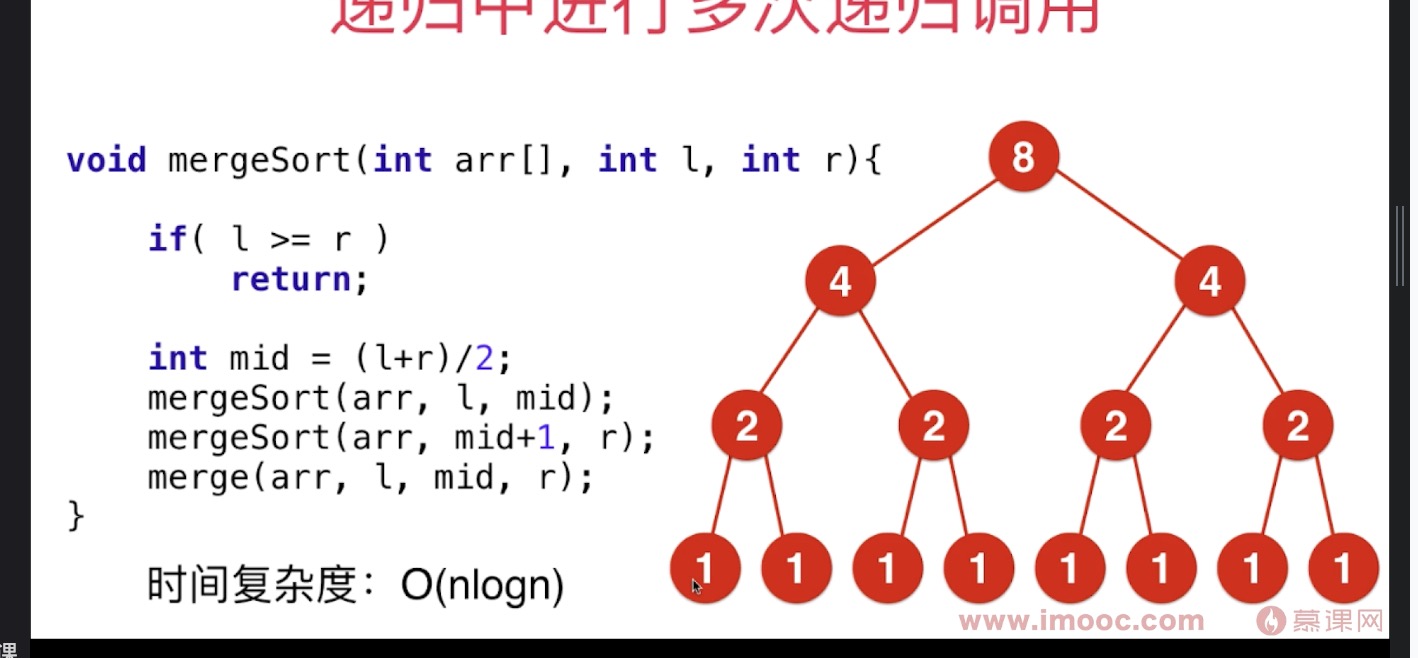 递归中进行多次递归调用
void mergeSort(int arr[], int l, int r){
if( l >= r )
return;
int mid = (l+r)/2;
mergeSort(arr, l, mid);
mergeSort(arr, mid+1, r);
merge(arr, l, mid, r);
}
时间复杂度：O(nlogn)
8
4 4
2 2 2 2
1 1 1 1 1 1 1 1
www.imooc.com 慕课网
课